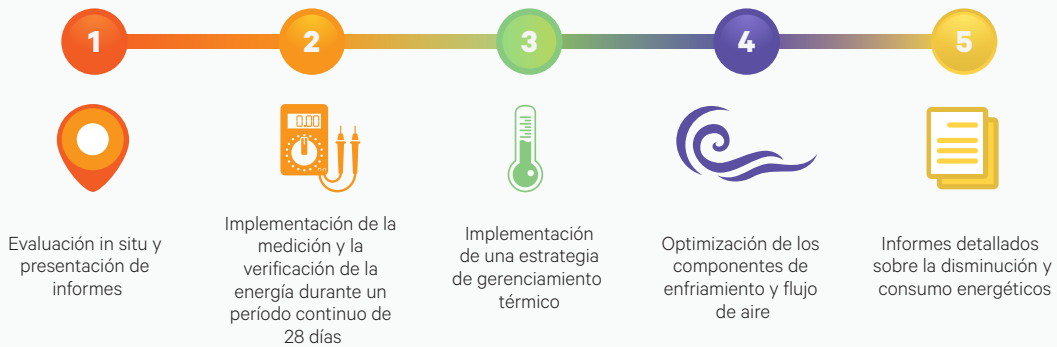 1
2
3
4
5
0.00
Evaluación in situ y
presentación de
informes
Implementación de la
medición y la
verificación de la
energía durante un
período continuo de
28 días
Implementación
de una estrategia
de gerenciamiento
térmico
Optimización de los
componentes de
enfriamiento y flujo
de aire
Informes detallados
sobre la disminución y
consumo energéticos